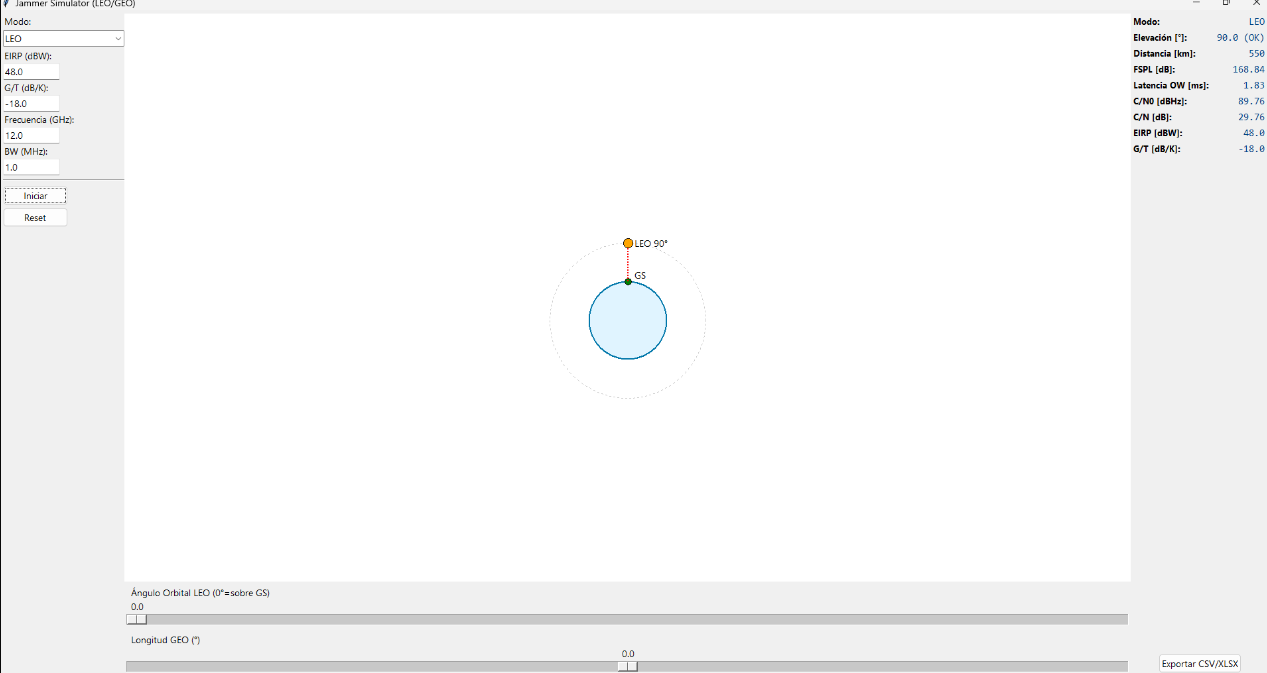 Jammer Simulator (LEO/GEO)
Modo:
LEO
EIRP (dBW):
48.0
G/T (dB/K):
-18.0
Frecuencia (GHz):
12.0
BW (MHz):
1.0
Iniciar
Reset
LEO 90°
GS
Ángulo Orbital LEO (0°=sobre GS)
0.0
Longitud GEO (°)
0.0
Modo: LEO
Elevación [°]: 90.0 (OK)
Distancia [km]: 550
FSPL [dB]: 168.84
Latencia OW [ms]: 1.83
C/N0 [dBHz]: 89.76
C/N [dB]: 29.76
EIRP [dBW]: 48.0
G/T [dB/K]: -18.0
Exportar CSV/XLSX